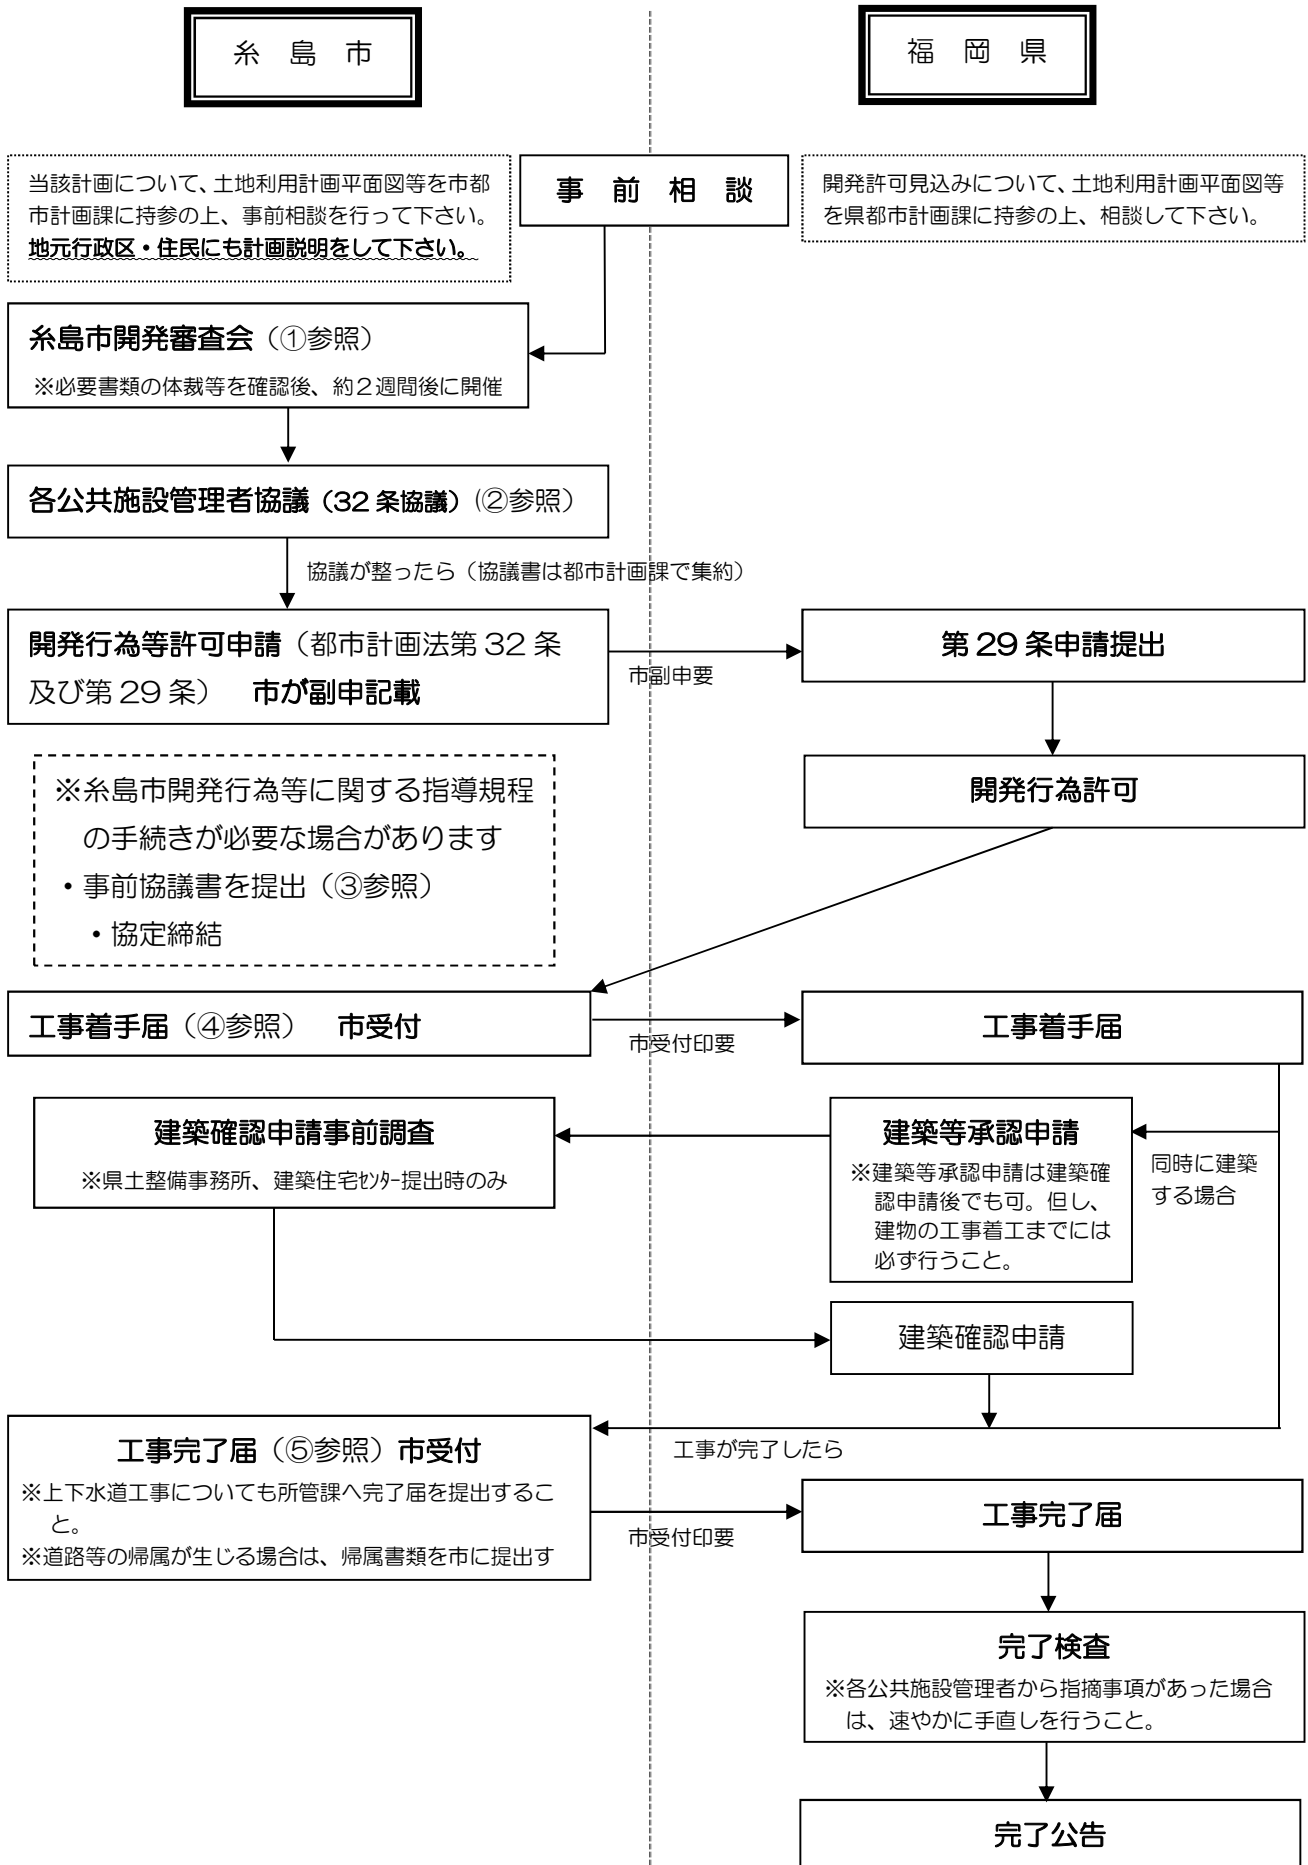 糸 島 市
福 岡 県
当該計画について、土地利用計画平面図等を市都
市計画課に持参の上、事前相談を行って下さい。
地元行政区・住民にも計画説明をして下さい。
事 前 相 談
開発許可見込みについて、土地利用計画平面図等
を県都市計画課に持参の上、相談して下さい。
糸島市開発審査会（①参照）
※必要書類の体裁等を確認後、約２週間後に開催
各公共施設管理者協議（32 条協議）（②参照）
協議が整ったら（協議書は都市計画課で集約）
開発行為等許可申請（都市計画法第 32 条
及び第 29 条）　市が副申記載
市副申要
第 29 条申請提出
開発行為許可
※糸島市開発行為等に関する指導規程
の手続きが必要な場合があります
・事前協議書を提出（③参照）
・協定締結
工事着手届（④参照）　市受付
市受付印要
工事着手届
建築確認申請事前調査
※県土整備事務所、建築住宅ｾﾝﾀｰ提出時のみ
建築等承認申請
※建築等承認申請は建築確
認申請後でも可。但し、
建物の工事着工までには
必ず行うこと。
同時に建築
する場合
建築確認申請
工事完了届（⑤参照）市受付
※上下水道工事についても所管課へ完了届を提出するこ
と。
※道路等の帰属が生じる場合は、帰属書類を市に提出す
工事が完了したら
市受付印要
工事完了届
完了検査
※各公共施設管理者から指摘事項があった場合
は、速やかに手直しを行うこと。
完了公告